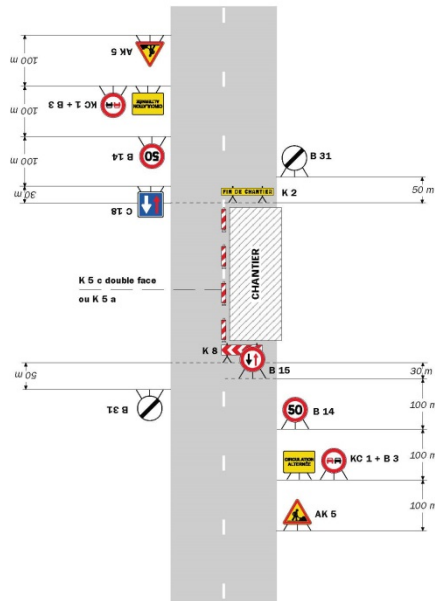 100 m
AK 5
100 m
KC 1 + B 3
CIRCULATION
ALTERNÉE
100 m
B 14
50
30 m
C 18
B 31
50 m
FIN DE CHANTIER
K 2
K 5 c double face
ou K 5 a
CHANTIER
K 8
B 15
50 m
30 m
B 31
100 m
50
B 14
CIRCULATION
ALTERNÉE
KC 1 + B 3
100 m
AK 5
100 m